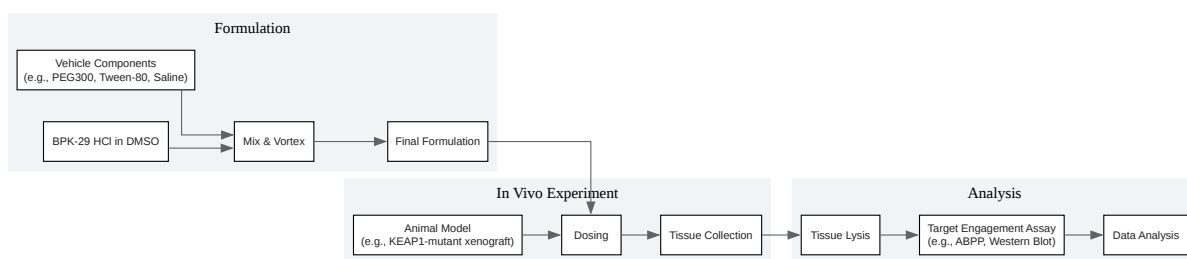 Formulation
Vehicle Components
(e.g., PEG300, Tween-80, Saline)
BPK-29 HCl in DMSO
Mix & Vortex
Final Formulation
In Vivo Experiment
Animal Model
(e.g., KEAP1-mutant xenograft)
Dosing
Tissue Collection
Analysis
Tissue Lysis
Target Engagement Assay
(e.g., ABPP, Western Blot)
Data Analysis